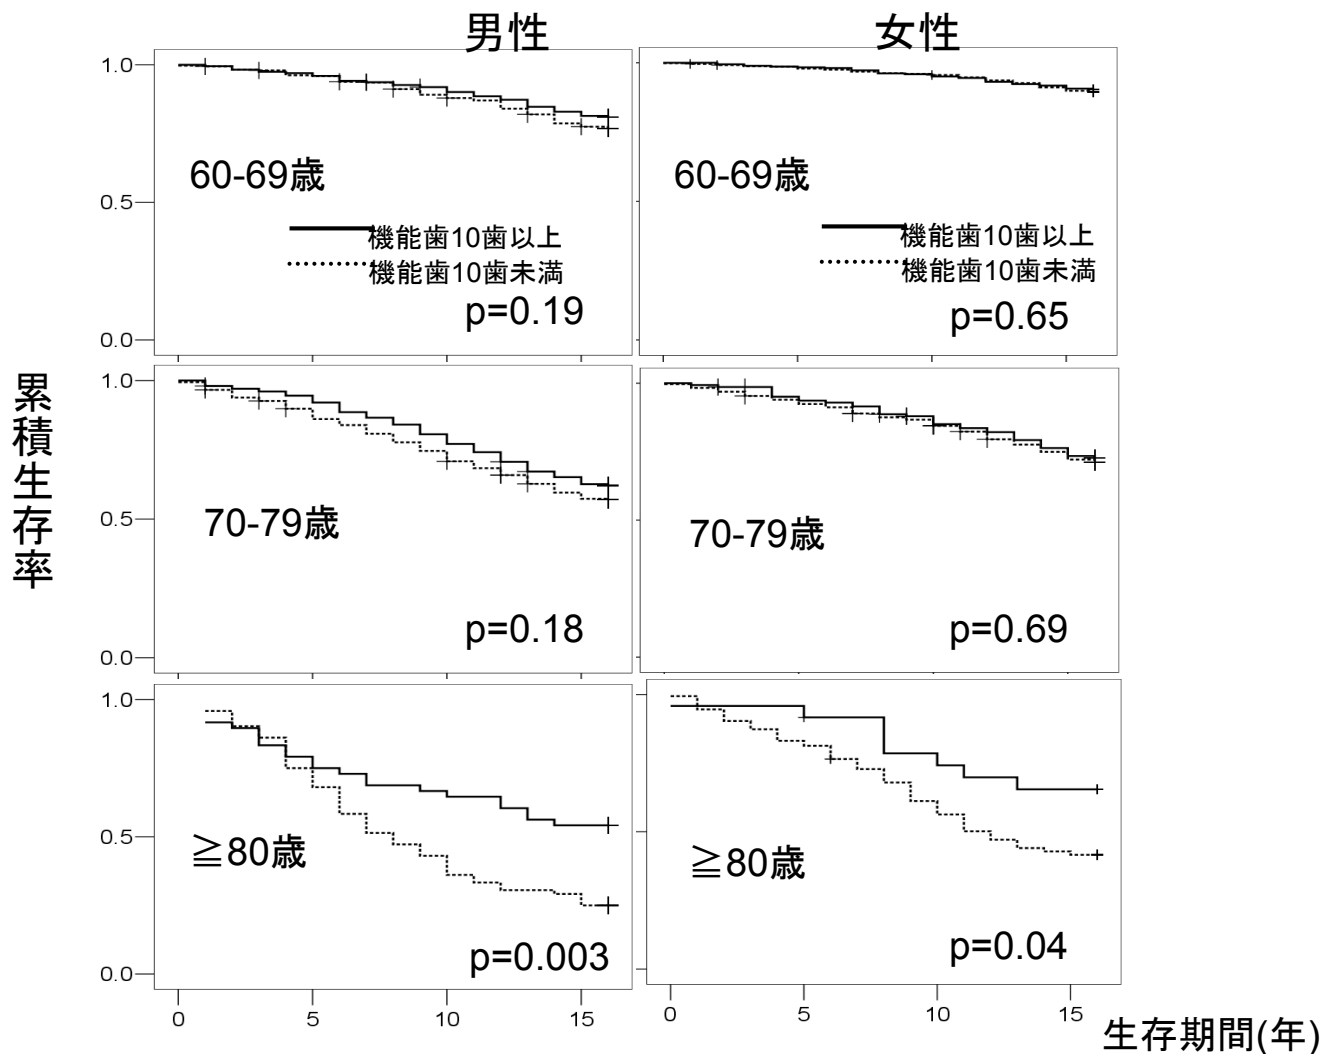 男性
女性
累積生存率
1.0
0.5
0.0
60-69歳
機能歯10歯以上
機能歯10歯未満
p=0.19
60-69歳
機能歯10歯以上
機能歯10歯未満
p=0.65
1.0
0.5
0.0
70-79歳
p=0.18
70-79歳
p=0.69
1.0
0.5
0.0
≧80歳
p=0.003
≧80歳
p=0.04
0 5 10 15
0 5 10 15
生存期間(年)